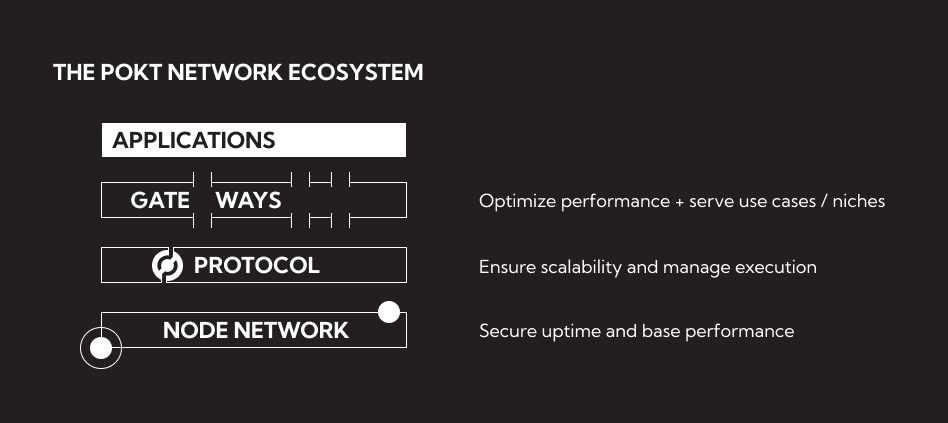 THE POKT NETWORK ECOSYSTEM
APPLICATIONS
GATE WAYS
Optimize performance + serve use cases / niches
PROTOCOL
Ensure scalability and manage execution
NODE NETWORK
Secure uptime and base performance